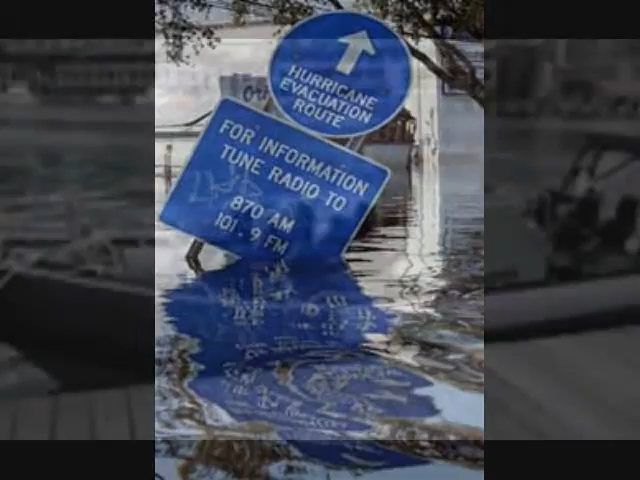 HURRICANE
EVACUATION
ROUTE
FOR INFORMATION
TUNE RADIO TO
870 AM
101.9 FM